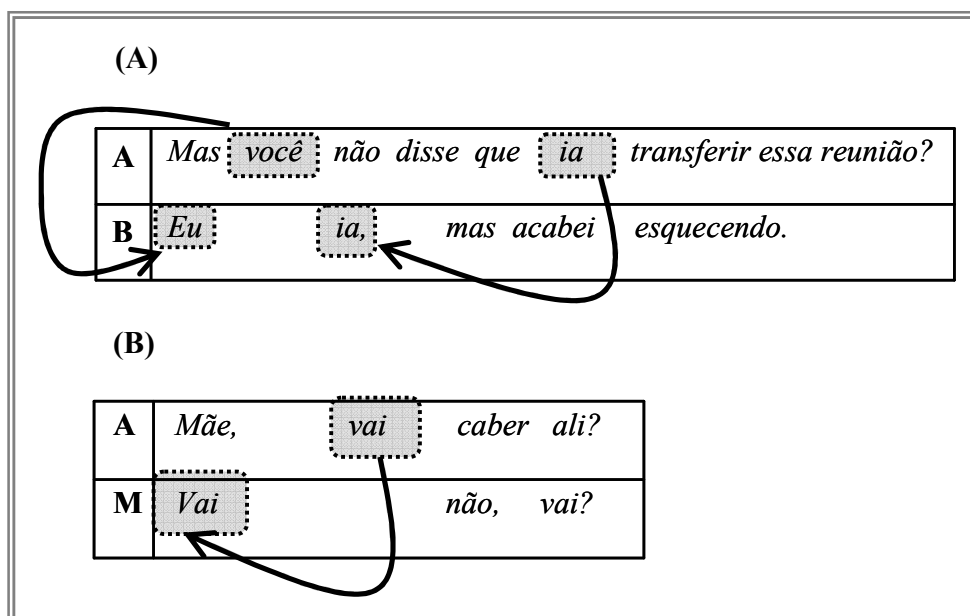 (A)
A Mas você não disse que ia transferir essa reunião?
B Eu ia, mas acabei esquecendo.
(B)
A Mãe, vai caber ali?
M Vai não, vai?